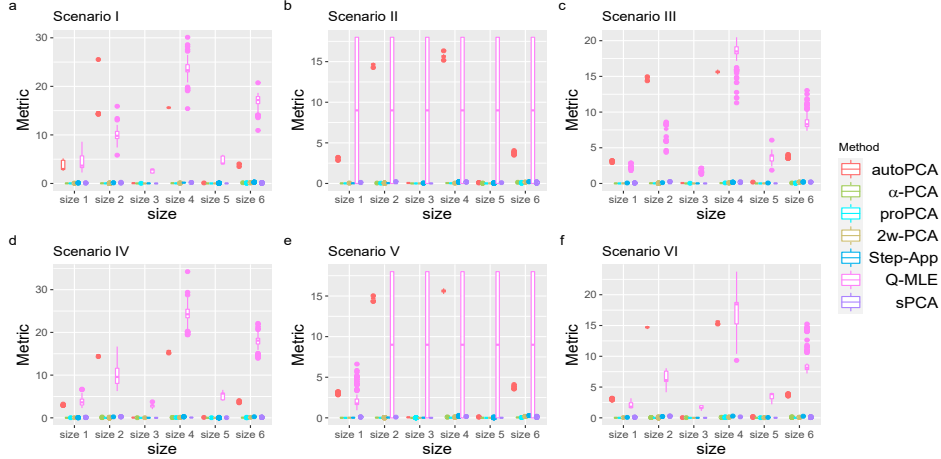 a
Scenario I
Metric
30
20
10
0
size 1 size 2 size 3 size 4 size 5 size 6
size
b
Scenario II
Metric
15
10
5
0
size 1 size 2 size 3 size 4 size 5 size 6
size
c
Scenario III
Metric
20
15
10
5
0
size 1 size 2 size 3 size 4 size 5 size 6
size
d
Scenario IV
Metric
30
20
10
0
size 1 size 2 size 3 size 4 size 5 size 6
size
e
Scenario V
Metric
15
10
5
0
size 1 size 2 size 3 size 4 size 5 size 6
size
f
Scenario VI
Metric
20
15
10
5
0
size 1 size 2 size 3 size 4 size 5 size 6
size
Method
autoPCA
α-PCA
proPCA
2w-PCA
Step-App
Q-MLE
sPCA